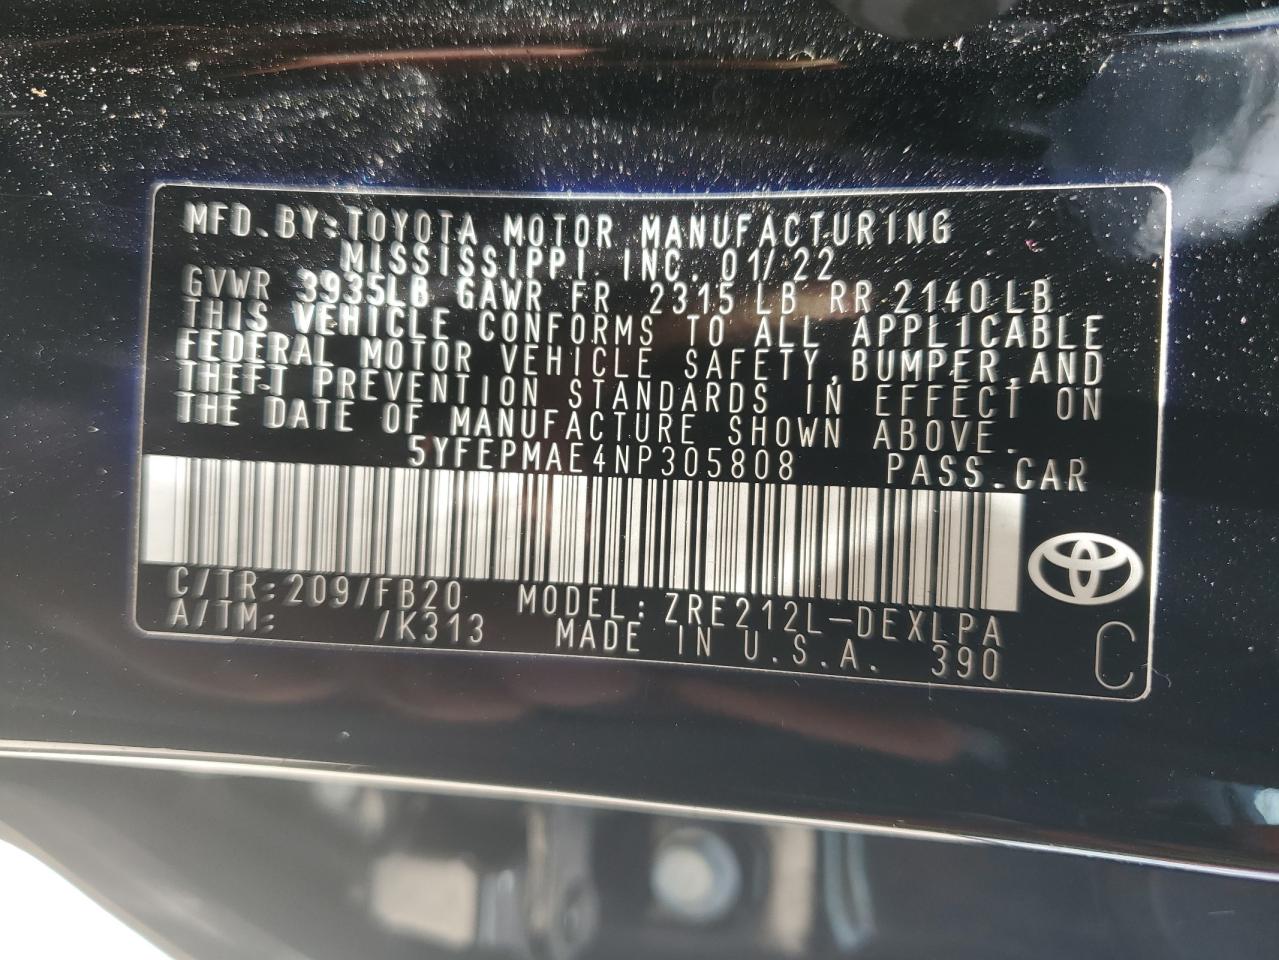 MFD.BY:TOYOTA MOTOR MANUFACTURING
MISSISSIPPI, INC. 01/22
GVWR 3935LB GAWR FR 2315 LB RR 2140LB
THIS VEHICLE CONFORMS TO ALL APPLICABLE
FEDERAL MOTOR VEHICLE SAFETY,BUMPER,AND
THEFT PREVENTION STANDARDS IN EFFECT ON
THE DATE OF MANUFACTURE SHOWN ABOVE.
5YFEPMAE4NP305808 PASS.CAR
C/TR:209/FB20 MODEL:ZRE212L-DEXLPA
A/TM: /K313 MADE IN U.S.A. 390
C